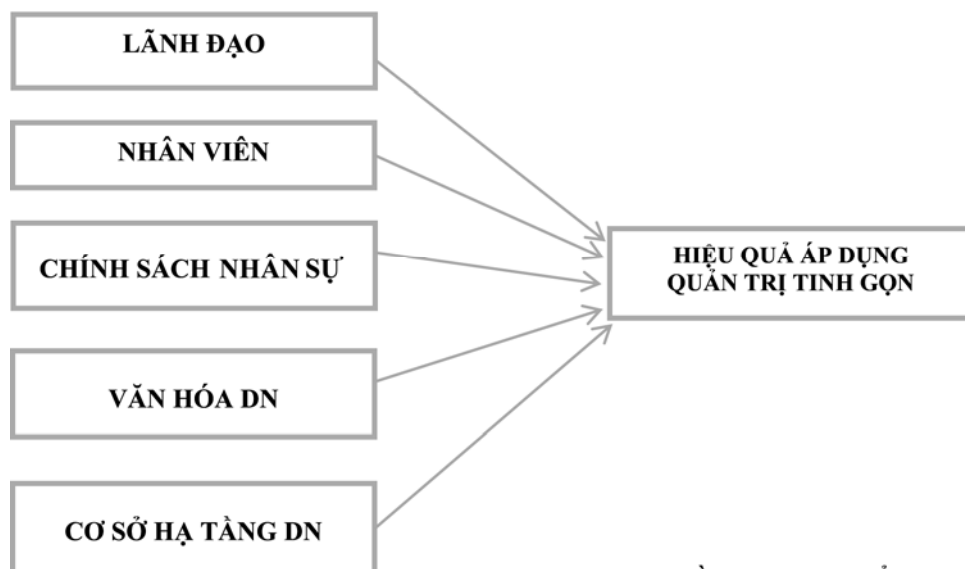 LÃNH ĐẠO
NHÂN VIÊN
CHÍNH SÁCH NHÂN SỰ
VĂN HÓA DN
CƠ SỞ HẠ TẦNG DN
HIỆU QUẢ ÁP DỤNG
QUẢN TRỊ TINH GỌN